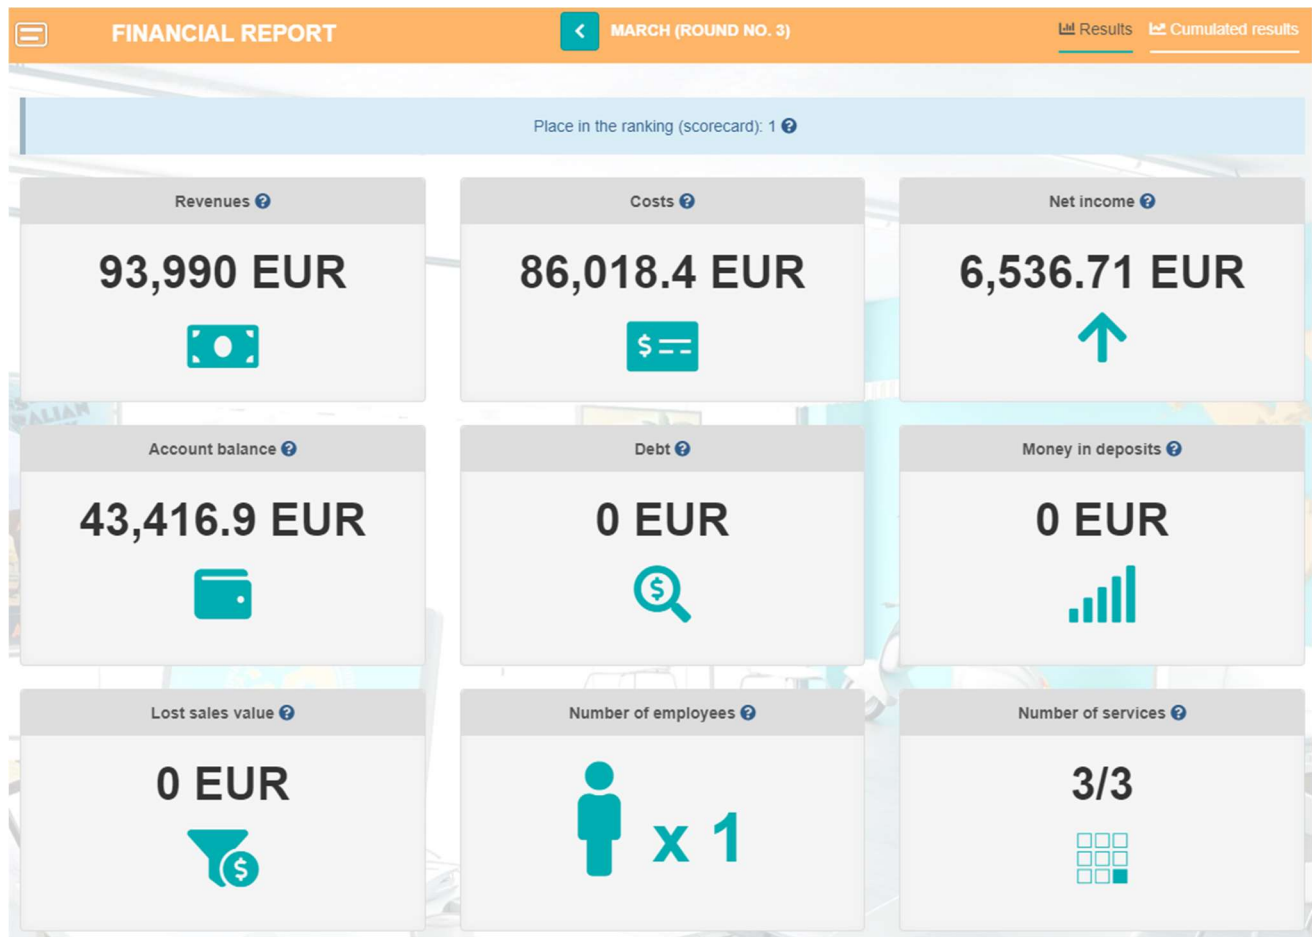 FINANCIAL REPORT
MARCH (ROUND NO. 3)
Results
Cumulated results
Place in the ranking (scorecard): 1
Revenues
Costs
Net income
93,990 EUR
86,018.4 EUR
6,536.71 EUR
Account balance
Debt
Money in deposits
43,416.9 EUR
0 EUR
0 EUR
Lost sales value
Number of employees
Number of services
0 EUR
x 1
3/3